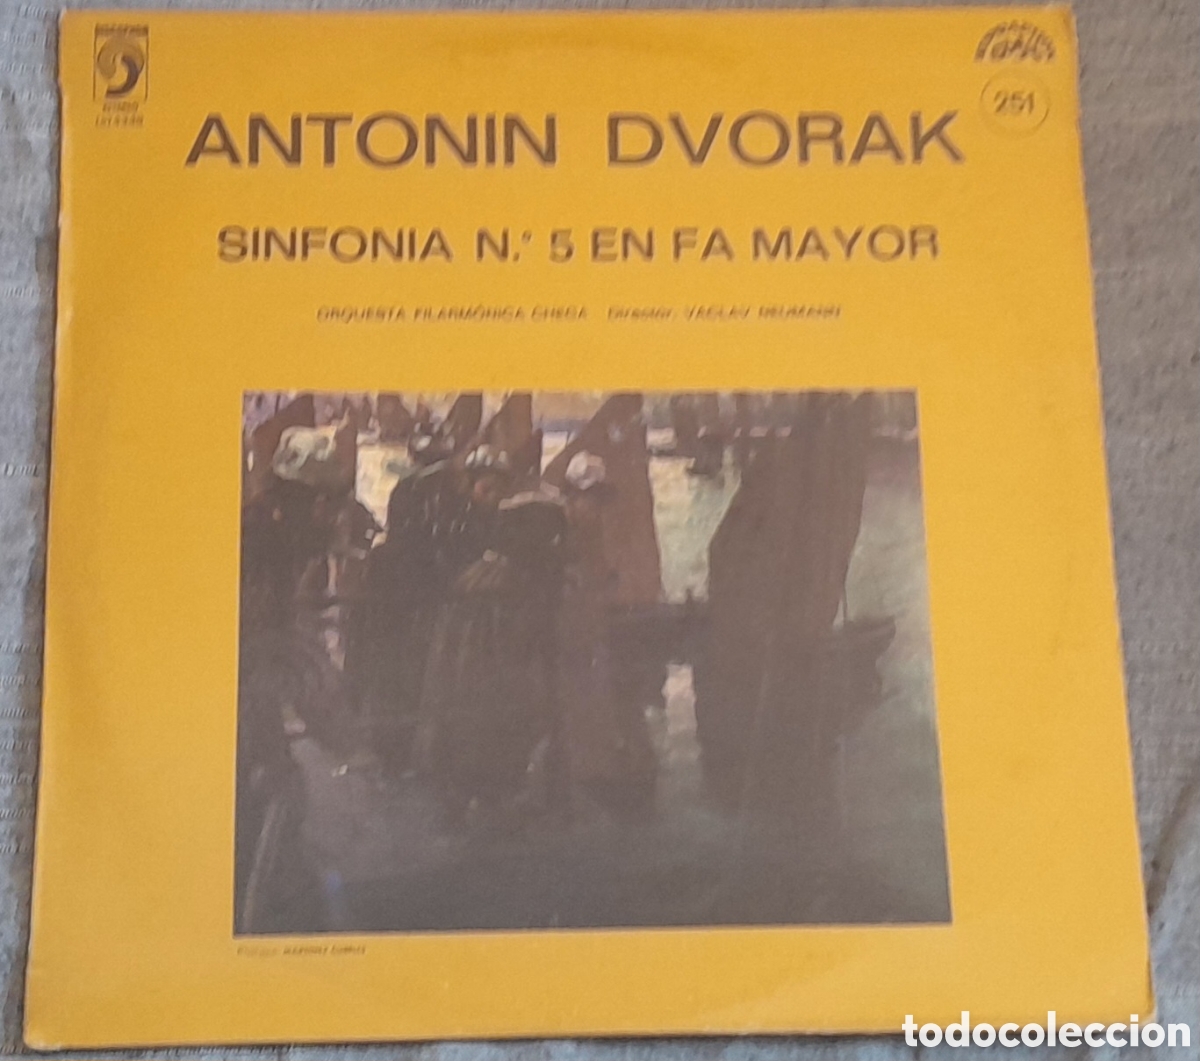 ANTONIN DVORAK
251
SINFONIA N.º 5 EN FA MAYOR
ORQUESTA FILARMÓNICA CHECA Director: VACLAV NEUMANN
todocoleccion